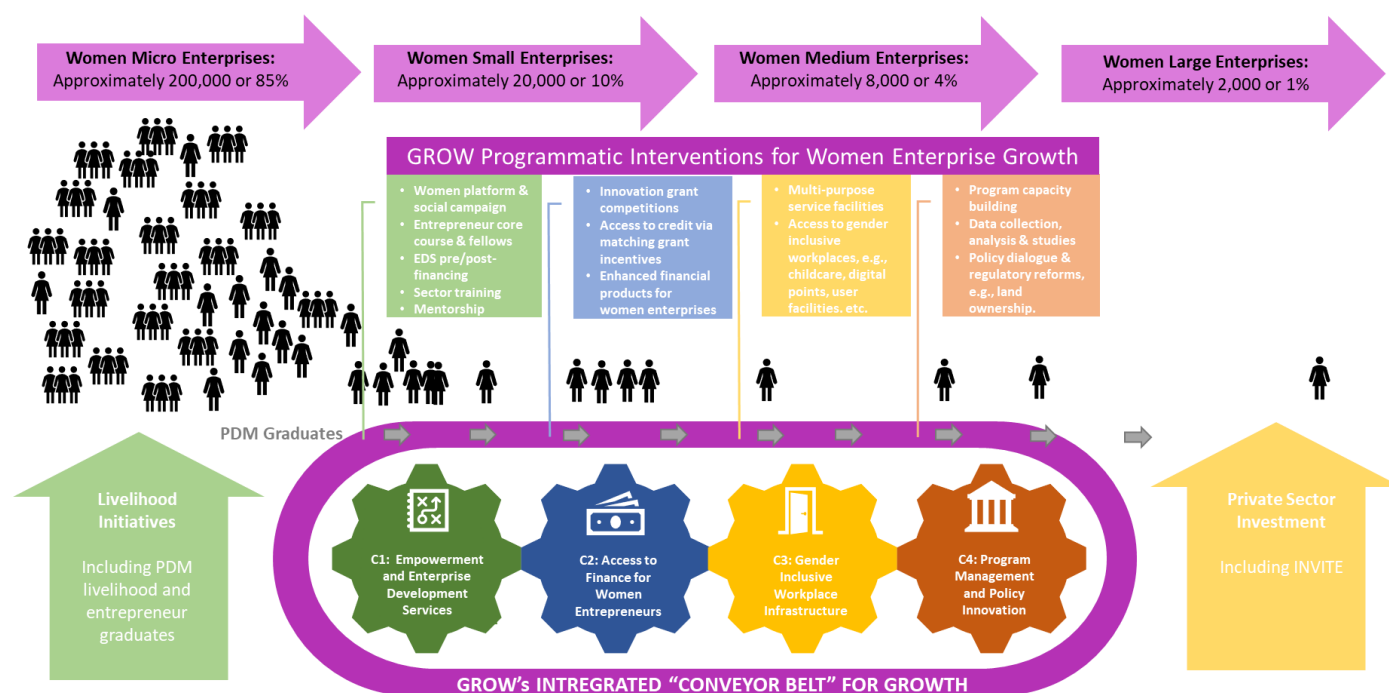 Women Micro Enterprises:
Approximately 200,000 or 85%
Women Small Enterprises:
Approximately 20,000 or 10%
Women Medium Enterprises:
Approximately 8,000 or 4%
Women Large Enterprises:
Approximately 2,000 or 1%
GROW Programmatic Interventions for Women Enterprise Growth
• Women platform &
social campaign
• Entrepreneur core
course & fellows
• EDS pre/post-
financing
• Sector training
• Mentorship
• Innovation grant
competitions
• Access to credit via
matching grant
incentives
• Enhanced financial
products for
women enterprises
• Multi-purpose
service facilities
• Access to gender
inclusive
workplaces, e.g.,
childcare, digital
points, user
facilities. etc.
• Program capacity
building
• Data collection,
analysis & studies
• Policy dialogue &
regulatory reforms,
e.g., land
ownership.
PDM Graduates
Livelihood
Initiatives
Including PDM
livelihood and
entrepreneur
graduates
C1: Empowerment
and Enterprise
Development
Services
C2: Access to
Finance for
Women
Entrepreneurs
C3: Gender
Inclusive
Workplace
Infrastructure
C4: Program
Management
and Policy
Innovation
Private Sector
Investment
Including INVITE
GROW's INTREGRATED "CONVEYOR BELT" FOR GROWTH